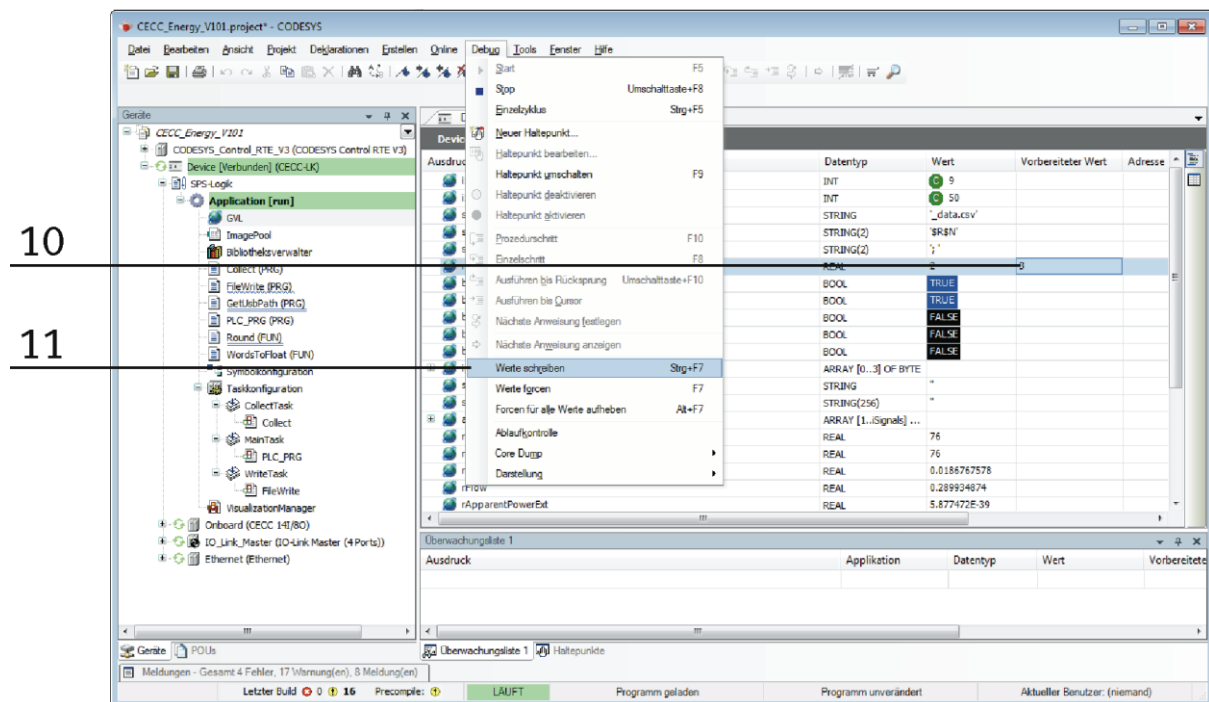 CECC_Energy_V101.project* - CODESYS
Datei Bearbeiten Ansicht Projekt Deklarationen Erstellen Online Debug Tools Fenster Hilfe
Start F5
Stop Umschalttaste+F8
Einzelzyklus Strg+F5
Neuer Haltepunkt...
Haltepunkt bearbeiten...
Haltepunkt umschalten F9
Haltepunkt deaktivieren
Haltepunkt aktivieren
Prozedurschritt F10
Einzelschritt F8
Ausführen bis Rücksprung Umschalttaste+F10
Ausführen bis Cursor
Nächste Anweisung festlegen
Nächste Anweisung anzeigen
Werte schreiben Strg+F7
Werte forcen F7
Forcen für alle Werte aufheben Alt+F7
Ablaufkontrolle
Core Dump
Darstellung
Geräte
CECC_Energy_V101
CODESYS_Control_RTE_V3 (CODESYS Control RTE V3)
Device [Verbunden] (CECC-LK)
SPS-Logik
Application [run]
GVL
ImagePool
Bibliotheksverwalter
Collect (PRG)
FileWrite (PRG)
GetUsbPath (PRG)
PLC_PRG (PRG)
Round (FUN)
WordsToFloat (FUN)
Symbolkonfiguration
Taskkonfiguration
CollectTask
Collect
MainTask
PLC_PRG
WriteTask
FileWrite
VisualizationManager
Onboard (CECC 14I/8O)
IO_Link_Master (IO-Link Master (4 Ports))
Ethernet (Ethernet)
10
11
Datentyp Wert Vorbereiteter Wert Adresse
INT 9
INT 50
STRING '_data.csv'
STRING(2) '$R$N'
STRING(2) '; '
REAL 2 3
BOOL TRUE
BOOL TRUE
BOOL FALSE
BOOL FALSE
BOOL FALSE
ARRAY [0..3] OF BYTE
STRING ''
STRING(256) ''
ARRAY [1..iSignals] ...
REAL 76
REAL 76
REAL 0.0186767578
rFlow REAL 0.289934874
rApparentPowerExt REAL 5.877472E-39
Überwachungsliste 1
Ausdruck Applikation Datentyp Wert Vorbereitete
Geräte POUs
Überwachungsliste 1 Haltepunkte
Meldungen - Gesamt 4 Fehler, 17 Warnung(en), 8 Meldung(en)
Letzter Build 0 16 Precompile: LÄUFT Programm geladen Programm unverändert Aktueller Benutzer: (niemand)